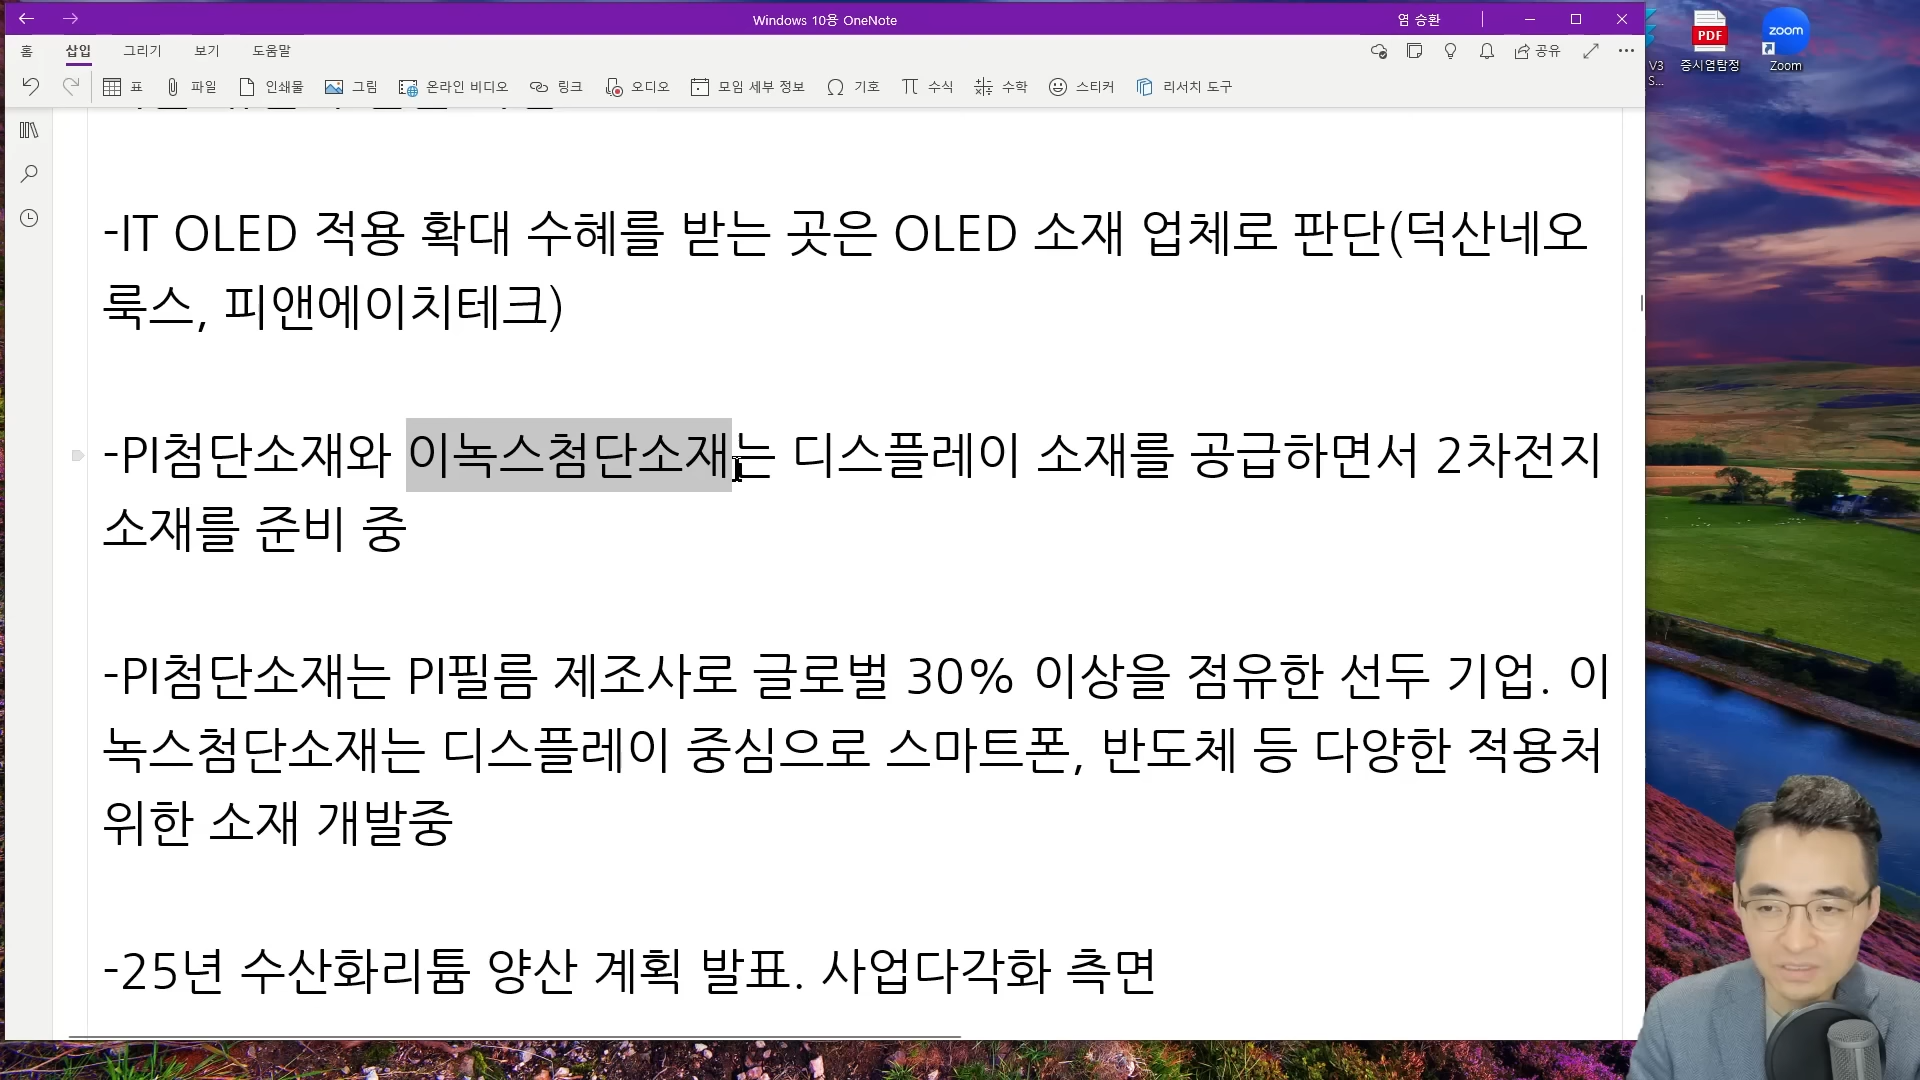 Windows 10용 OneNote
염 승환
홈 삽입 그리기 보기 도움말
공유
표 파일 인쇄물 그림 온라인 비디오 링크 오디오 모임 세부 정보 기호 수식 수학 스티커 리서치 도구
-IT OLED 적용 확대 수혜를 받는 곳은 OLED 소재 업체로 판단(덕산네오
룩스, 피앤에이치테크)
-PI첨단소재와 이녹스첨단소재는 디스플레이 소재를 공급하면서 2차전지
소재를 준비 중
-PI첨단소재는 PI필름 제조사로 글로벌 30% 이상을 점유한 선두 기업. 이
녹스첨단소재는 디스플레이 중심으로 스마트폰, 반도체 등 다양한 적용처
위한 소재 개발중
-25년 수산화리튬 양산 계획 발표. 사업다각화 측면
V3
S...
PDF
증시염탐정
zoom
Zoom